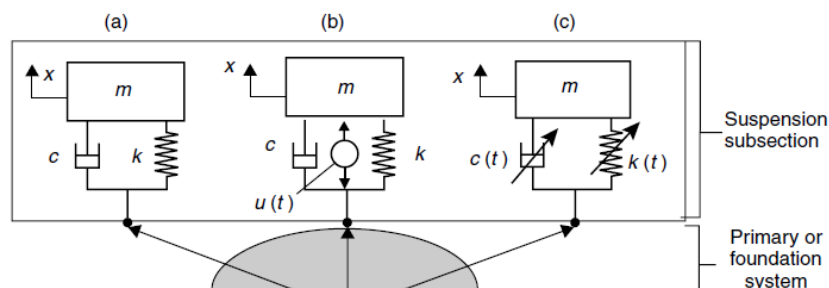 (a) (b) (c)
x m x m x m
c k c k c (t) k (t)
u (t)
Suspension
subsection
Primary or
foundation
system